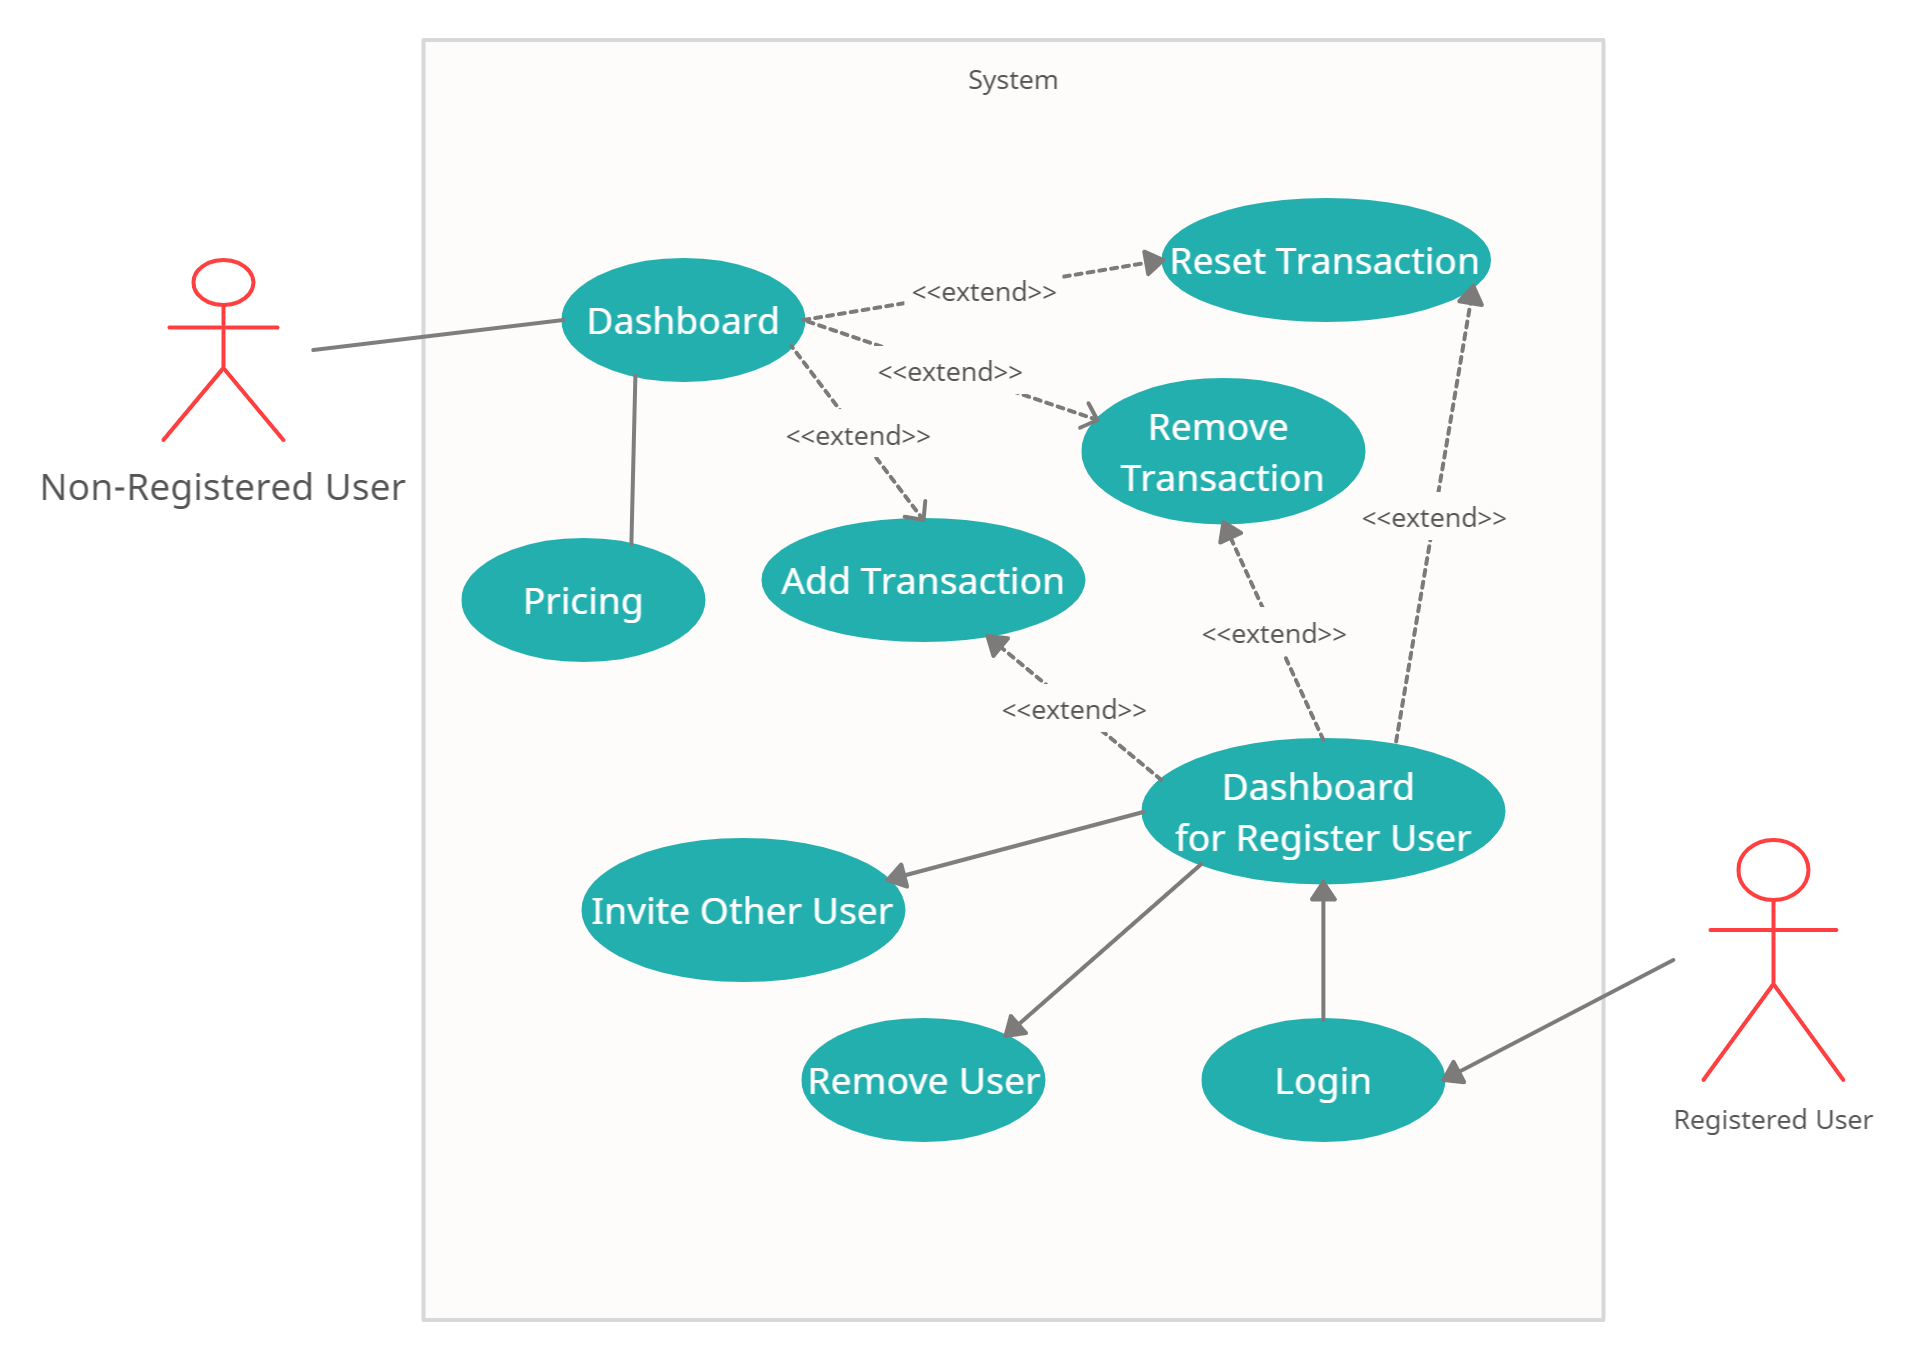 System
Reset Transaction
Dashboard
<<extend>>
<<extend>>
Remove
Transaction
<<extend>>
Non-Registered User
<<extend>>
Add Transaction
Pricing
<<extend>>
<<extend>>
Dashboard
for Register User
Invite Other User
Remove User
Login
Registered User